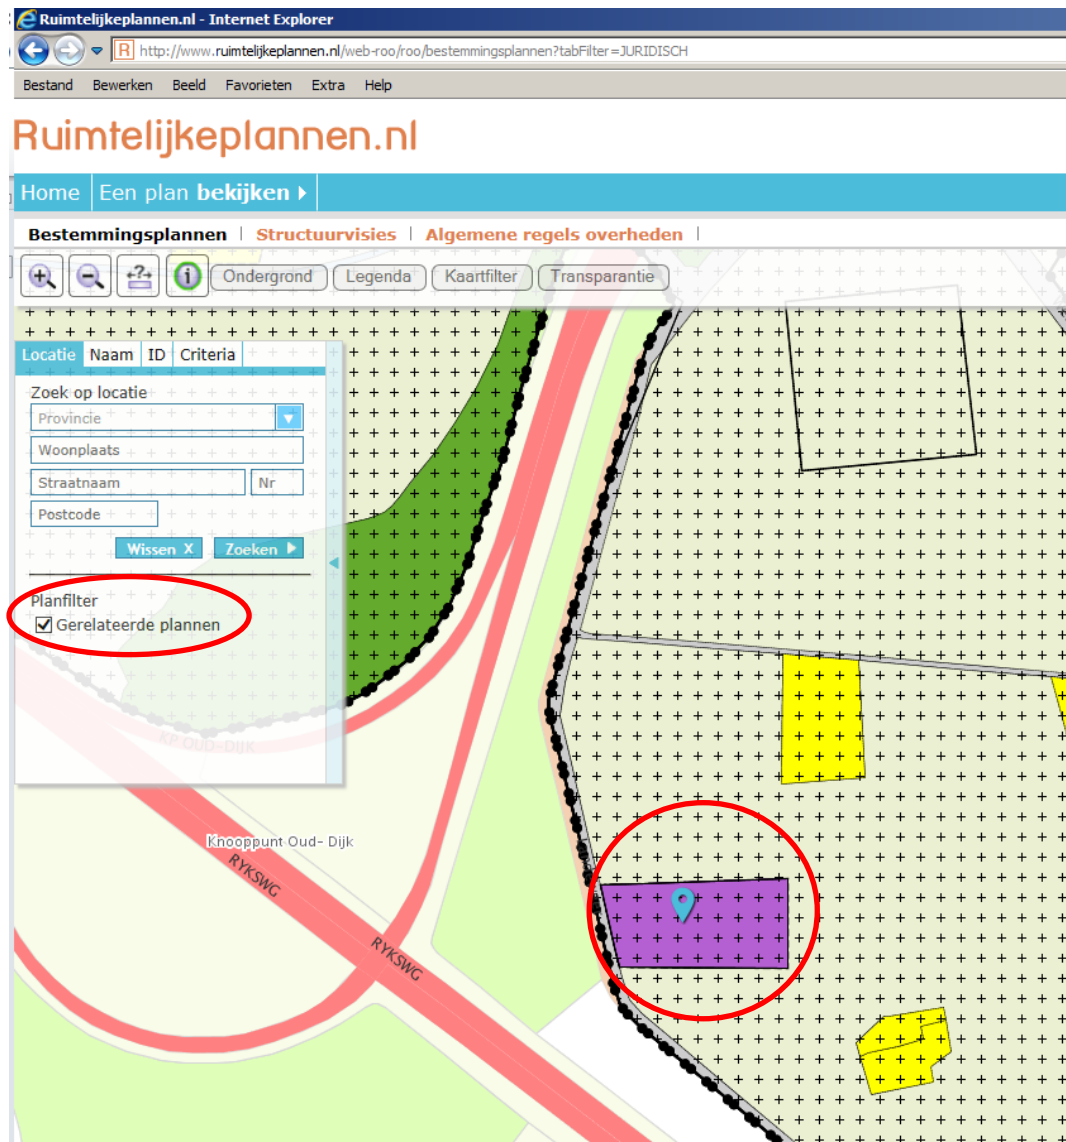 Ruimtelijkeplannen.nl - Internet Explorer
http://www.ruimtelijkeplannen.nl/web-roo/roo/bestemmingsplannen?tabFilter=JURIDISCH
Bestand Bewerken Beeld Favorieten Extra Help
Ruimtelijkeplannen.nl
Home Een plan bekijken
Bestemmingsplannen | Structuurvisies | Algemene regels overheden |
Ondergrond Legenda Kaartfilter Transparantie
Locatie Naam ID Criteria
Zoek op locatie
Provincie
Woonplaats
Straatnaam Nr
Postcode
Wissen X Zoeken
Planfilter
Gerelateerde plannen
KP OUD-DIJK
Knooppunt Oud- Dijk
RYKSWG
RYKSWG